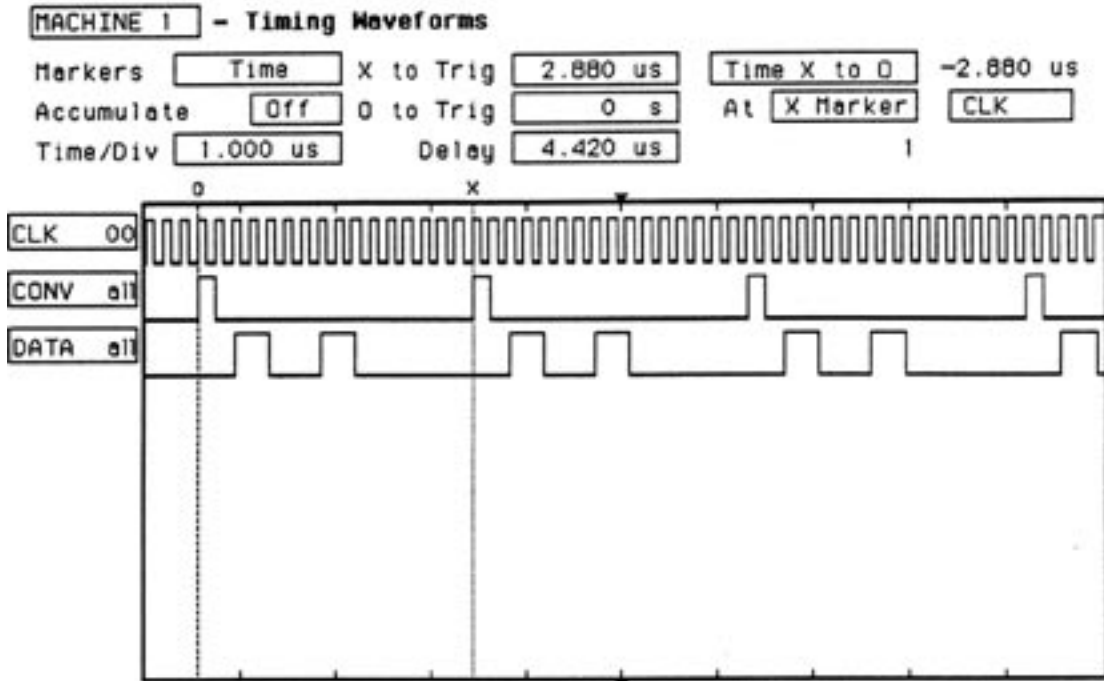 MACHINE 1 - Timing Waveforms
Markers Time X to Trig 2.880 us Time X to O -2.880 us
Accumulate Off O to Trig 0 s At X Marker CLK
Time/Div 1.000 us Delay 4.420 us 1
O X
CLK 00
CONV all
DATA all